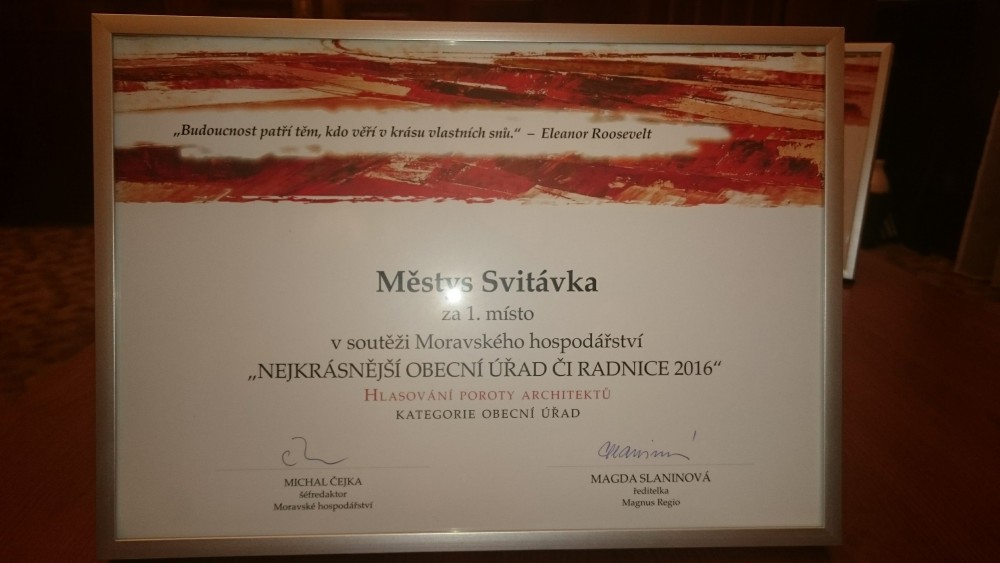 „Budoucnost patří těm, kdo věří v krásu vlastních snů.“ – Eleanor Roosevelt
Městys Svitávka
za 1. místo
v soutěži Moravského hospodářství
„NEJKRÁSNĚJŠÍ OBECNÍ ÚŘAD ČI RADNICE 2016“
HLASOVÁNÍ POROTY ARCHITEKTŮ
KATEGORIE OBECNÍ ÚŘAD
MICHAL ČEJKA
šéfredaktor
Moravské hospodářství
MAGDA SLANINOVÁ
ředitelka
Magnus Regio